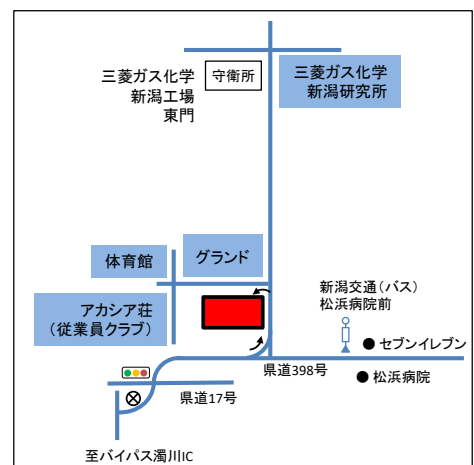 三菱ガス化学
新潟工場
東門
守衛所
三菱ガス化学
新潟研究所
体育館
グランド
アカシア荘
（従業員クラブ）
新潟交通（バス）
松浜病院前
● セブンイレブン
県道398号
● 松浜病院
県道17号
至バイパス濁川IC